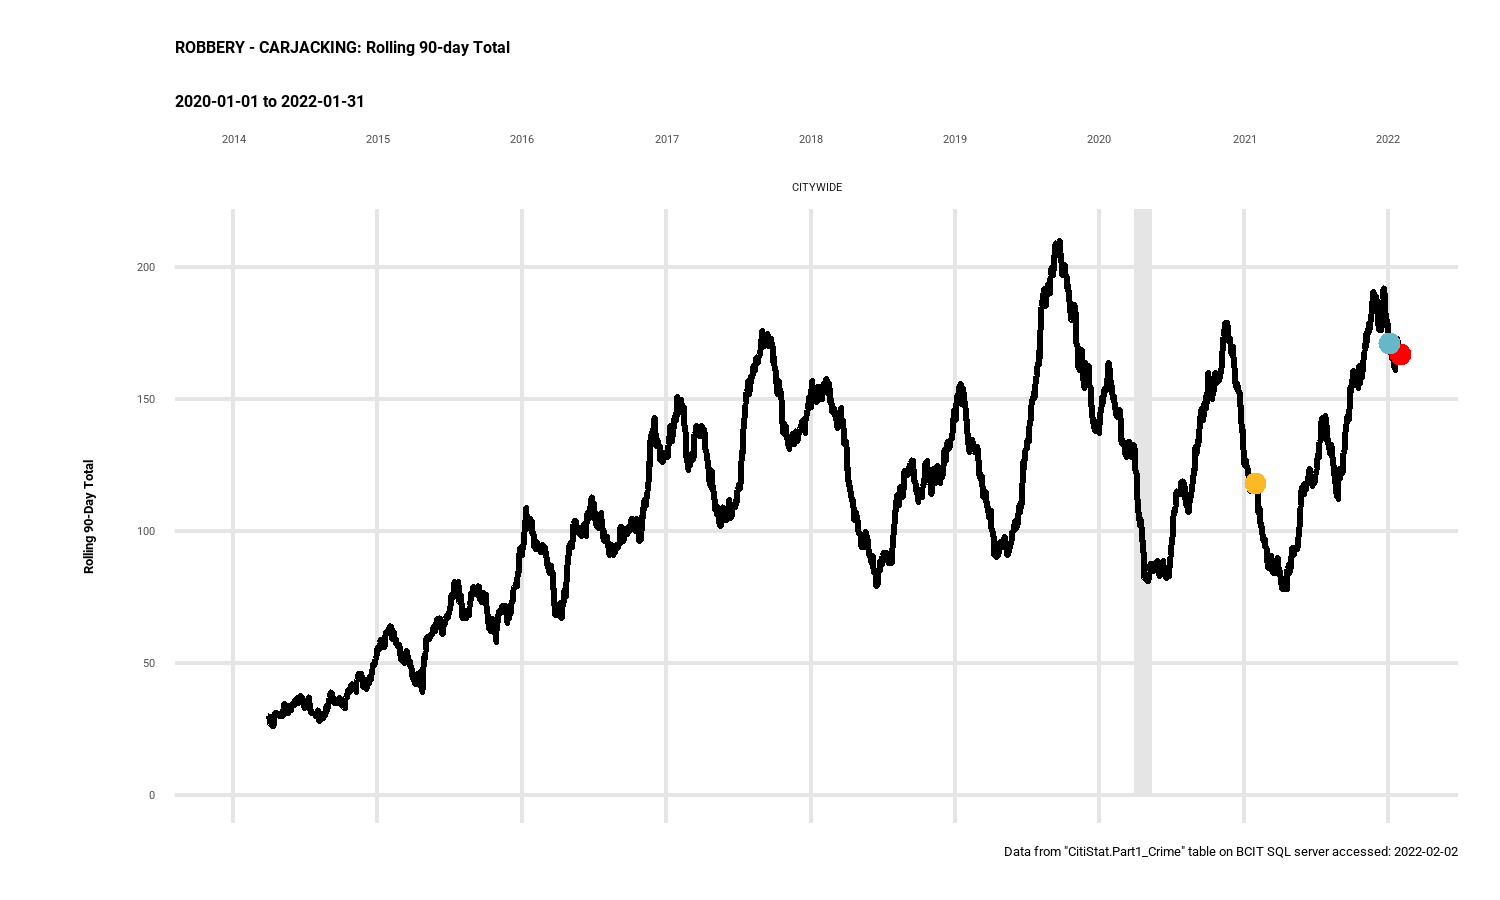 ROBBERY - CARJACKING: Rolling 90-day Total
2020-01-01 to 2022-01-31
2014 2015 2016 2017 2018 2019 2020 2021 2022
CITYWIDE
200
150
100
50
0
Rolling 90-Day Total
Data from "CitiStat.Part1_Crime" table on BCIT SQL server accessed: 2022-02-02